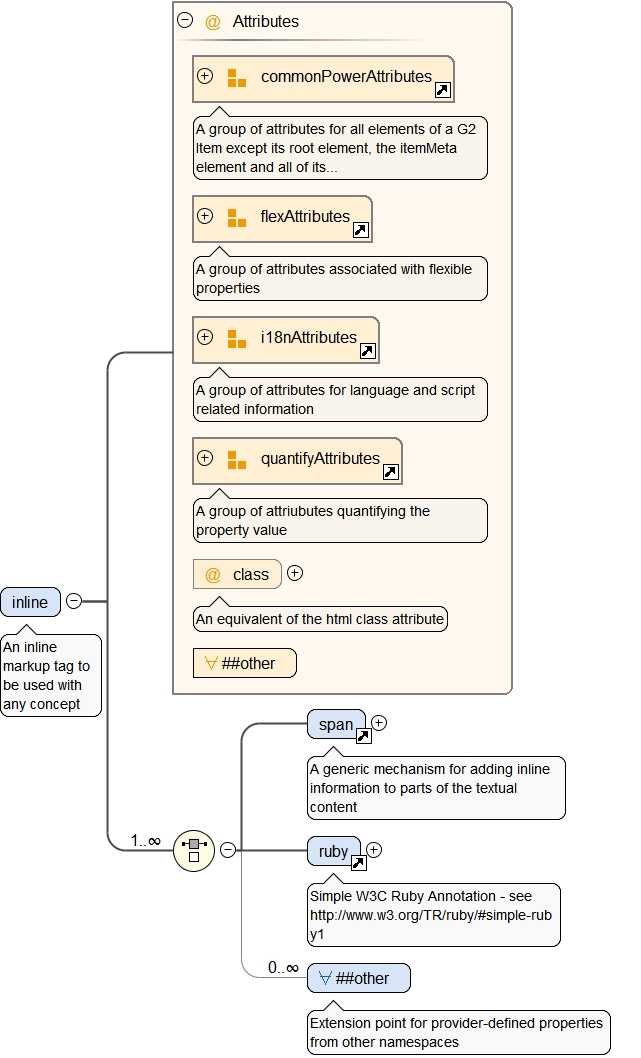 @ Attributes
commonPowerAttributes
A group of attributes for all elements of a G2
Item except its root element, the itemMeta
element and all of its...
flexAttributes
A group of attributes associated with flexible
properties
i18nAttributes
A group of attributes for language and script
related information
quantifyAttributes
A group of attriubutes quantifying the
property value
@ class
An equivalent of the html class attribute
##other
inline
An inline
markup tag to
be used with
any concept
1..∞
span
A generic mechanism for adding inline
information to parts of the textual
content
ruby
Simple W3C Ruby Annotation - see
http://www.w3.org/TR/ruby/#simple-rub
y1
0..∞
##other
Extension point for provider-defined properties
from other namespaces